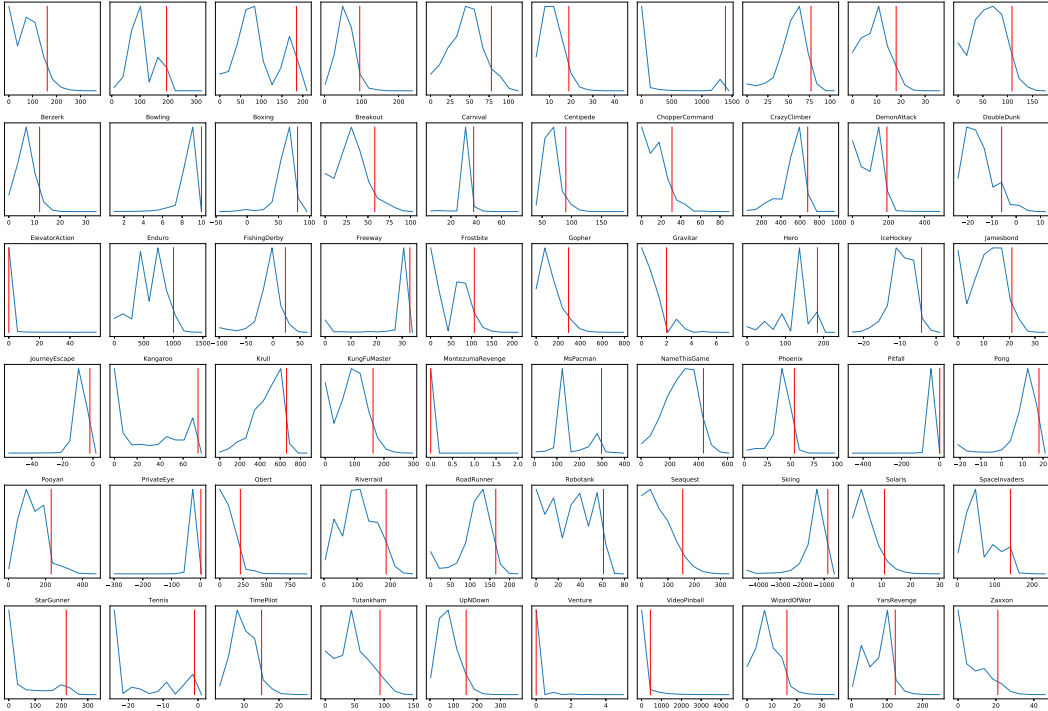 0 100 200 300 0 100 200 300 0 50 100 150 200 0 100 200 0 25 50 75 100 0 10 20 30 40 0 500 1000 1450 0 25 50 75 100 0 10 20 30 0 50 100 150
Berzerk Bowling Boxing Breakout Carnival Centipede ChopperCommand CrazyClimber DemonAttack DoubleDunk
0 10 20 30 2 4 6 8 10 −50 0 50 100 0 25 50 75 100 20 40 60 50 100 150 0 20 40 60 80 200 400 600 800 1000 0 200 400 −20 −10 0 10
ElevatorAction Enduro FishingDerby Freeway Frostbite Gopher Gravitar Hero IceHockey Jamesbond
0 20 40 60 0 500 1000 1500 −100 −50 0 50 0 10 20 30 0 100 200 0 200 400 600 800 0 2 4 6 0 100 200 −20 −10 0 0 10 20 30
JourneyEscape Kangaroo Krull KungFuMaster MontezumaRevenge MsPacman NameThisGame Phoenix Pitfall Pong
−40 −20 0 0 20 40 60 0 200 400 600 800 0 100 200 300 0.0 0.5 1.0 1.5 2.0 0 100 200 300 400 0 200 400 600 0 25 50 75 100 −400 −200 0 −20 −10 0 10 20
Pooyan PrivateEye Qbert Riverraid RoadRunner Robotank Seaquest Skiing Solaris SpaceInvaders
0 200 400 −300 −200 −100 0 0 250 500 750 0 100 200 0 50 100 150 200 0 20 40 60 80 0 100 200 300 −4000 −3000 −2000 −1000 0 10 20 30 0 100 200
StarGunner Tennis TimePilot Tutankham UpNDown Venture VideoPinball WizardOfWor YarsRevenge Zaxxon
0 100 200 300 −20 −10 0 10 20 30 0 50 100 150 0 100 200 300 0 2 4 0 1000 2000 3000 4000 0 10 20 30 0 100 200 0 20 40